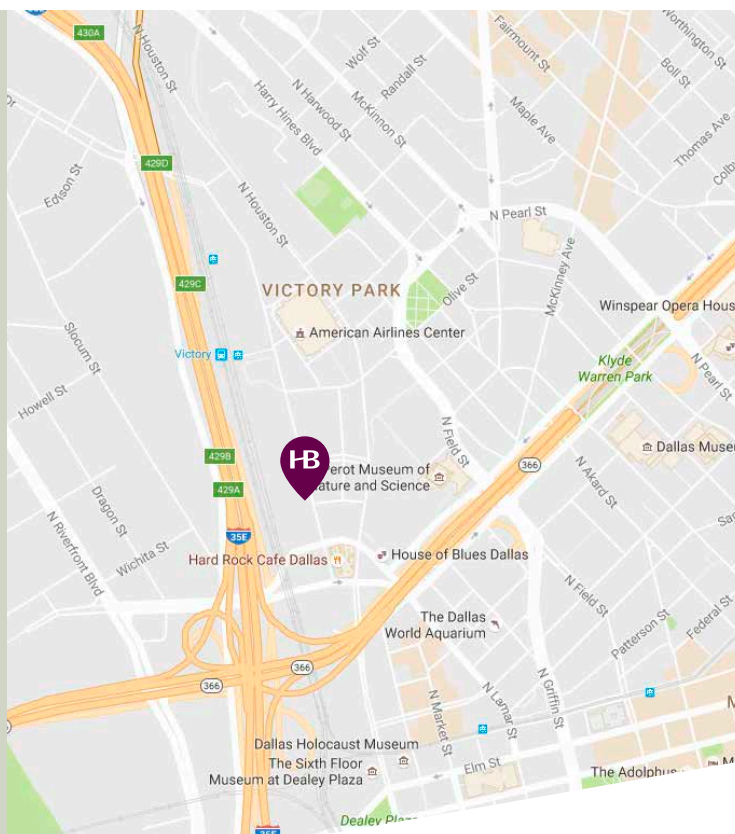 430A
N Houston St
Wolf St
Randall St
Fairmount St
Worthington St
Boll St
Harry Hines Blvd
N Harwood St
McKinnon St
Maple Ave
Thomas Ave
429D
Edison St
N Houston St
N Pearl St
429C
VICTORY PARK
Olive St
McKinney Ave
Winspear Opera Hous
American Airlines Center
Slocum St
Victory
Klyde
Warren Park
N Pearl St
Howell St
N Field St
429B
HB
erot Museum of
ature and Science
366
N Akard St
Dallas Museu
429A
Dragon St
N Riverfront Blvd
35E
Wichita St
Hard Rock Cafe Dallas
House of Blues Dallas
N Field St
The Dallas
World Aquarium
Patterson St
Federal St
366
366
N Market St
N Lamar St
N Griffin St
Dallas Holocaust Museum
The Sixth Floor
Museum at Dealey Plaza
Elm St
The Adolphus
35E